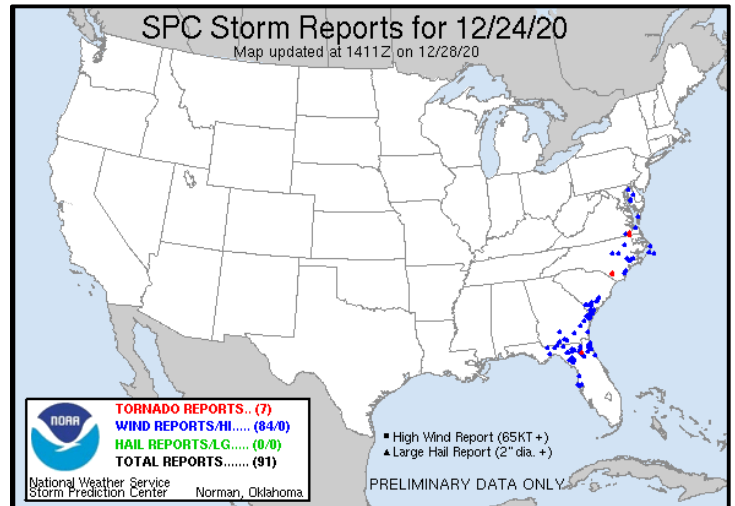 SPC Storm Reports for 12/24/20
Map updated at 1411Z on 12/28/20
NOAA
TORNADO REPORTS.. (7)
WIND REPORTS/HI..... (84/0)
HAIL REPORTS/LG..... (0/0)
TOTAL REPORTS....... (91)
National Weather Service
Storm Prediction Center Norman, Oklahoma
High Wind Report (65KT +)
Large Hail Report (2" dia. +)
PRELIMINARY DATA ONLY